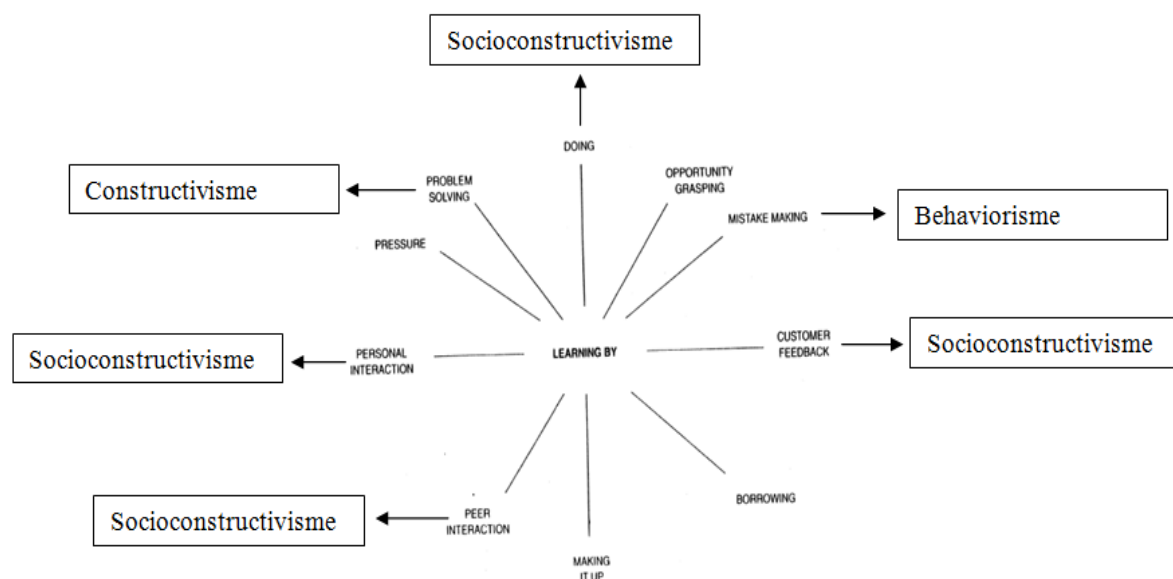 Socioconstructivisme
DOING
OPPORTUNITY
GRASPING
Constructivisme
PROBLEM
SOLVING
MISTAKE MAKING
Behaviorisme
PRESSURE
Socioconstructivisme
PERSONAL
INTERACTION
LEARNING BY
CUSTOMER
FEEDBACK
Socioconstructivisme
BORROWING
Socioconstructivisme
PEER
INTERACTION
MAKING
IT UP